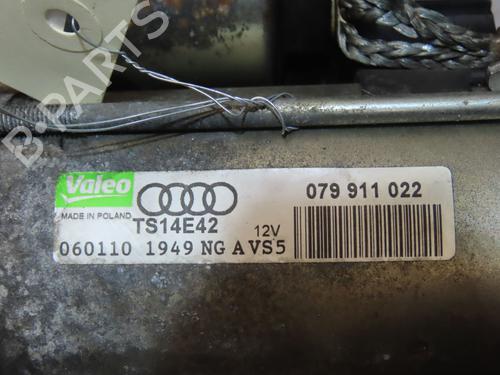 Valeo
MADE IN POLAND
TS14E42
12V
079 911 022
060110 1949 NG A VS5
B-PARTS